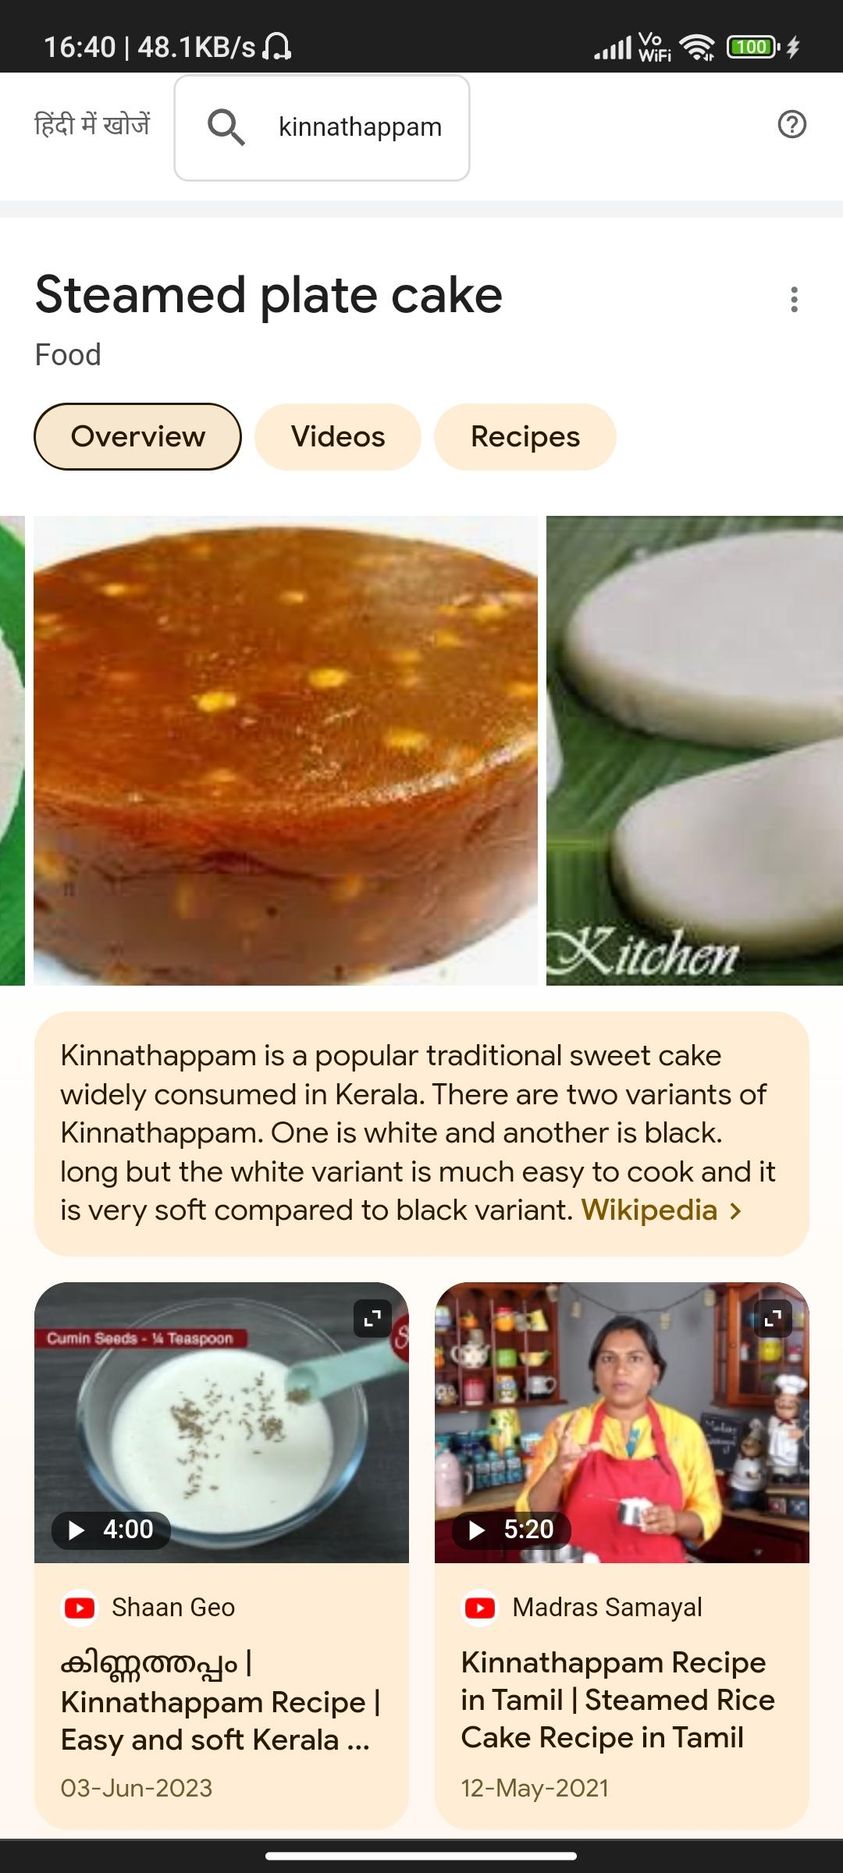 16:40 | 48.1KB/s
Vo
WiFi
100
हिंदी में खोजें
kinnathappam
Steamed plate cake
Food
Overview
Videos
Recipes
Kitchen
Kinnathappam is a popular traditional sweet cake
widely consumed in Kerala. There are two variants of
Kinnathappam. One is white and another is black.
long but the white variant is much easy to cook and it
is very soft compared to black variant. Wikipedia >
Cumin Seeds - ¼ Teaspoon
4:00
5:20
Shaan Geo
കിണ്ണത്തപ്പം |
Kinnathappam Recipe |
Easy and soft Kerala ...
03-Jun-2023
Madras Samayal
Kinnathappam Recipe
in Tamil | Steamed Rice
Cake Recipe in Tamil
12-May-2021